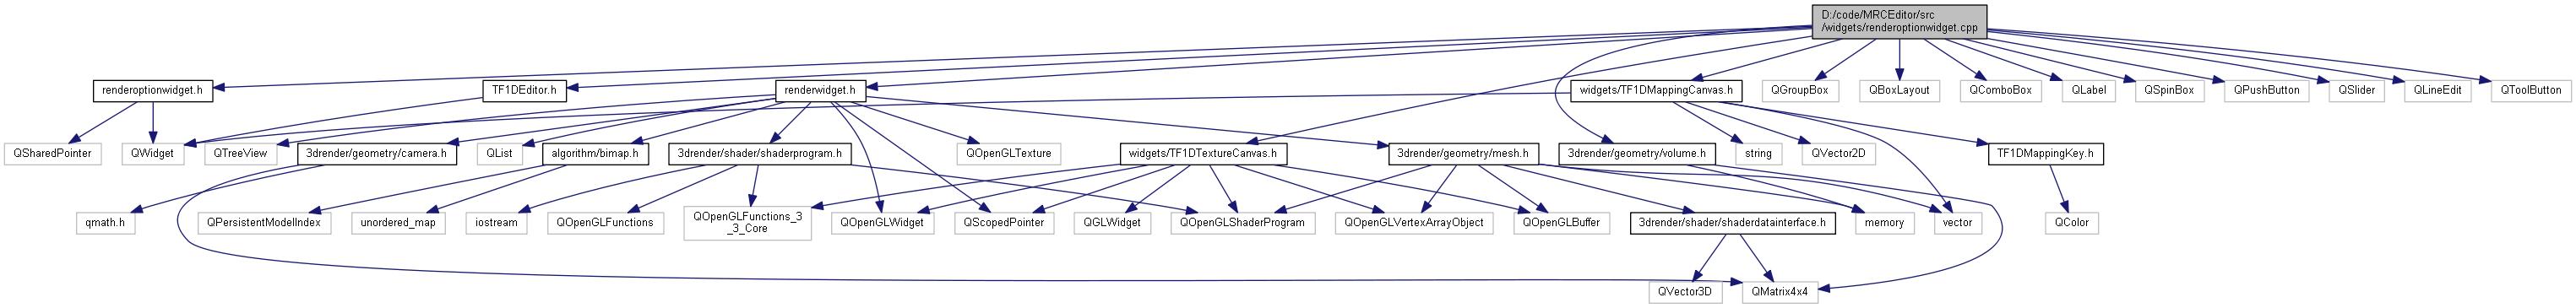 D:/code/MRCEditor/src
/widgets/renderoptionwidget.cpp
renderoptionwidget.h
TF1DEditor.h
renderwidget.h
widgets/TF1DMappingCanvas.h
QGroupBox
QBoxLayout
QComboBox
QLabel
QSpinBox
QPushButton
QSlider
QLineEdit
QToolButton
QSharedPointer
QWidget
QTreeView
3drender/geometry/camera.h
QList
algorithm/bimap.h
3drender/shader/shaderprogram.h
QOpenGLTexture
widgets/TF1DTextureCanvas.h
3drender/geometry/mesh.h
3drender/geometry/volume.h
string
QVector2D
TF1DMappingKey.h
qmath.h
QPersistentModelIndex
unordered_map
iostream
QOpenGLFunctions
QOpenGLFunctions_3
_3_Core
QOpenGLWidget
QScopedPointer
QGLWidget
QOpenGLShaderProgram
QOpenGLVertexArrayObject
QOpenGLBuffer
3drender/shader/shaderdatainterface.h
memory
vector
QColor
QVector3D
QMatrix4x4